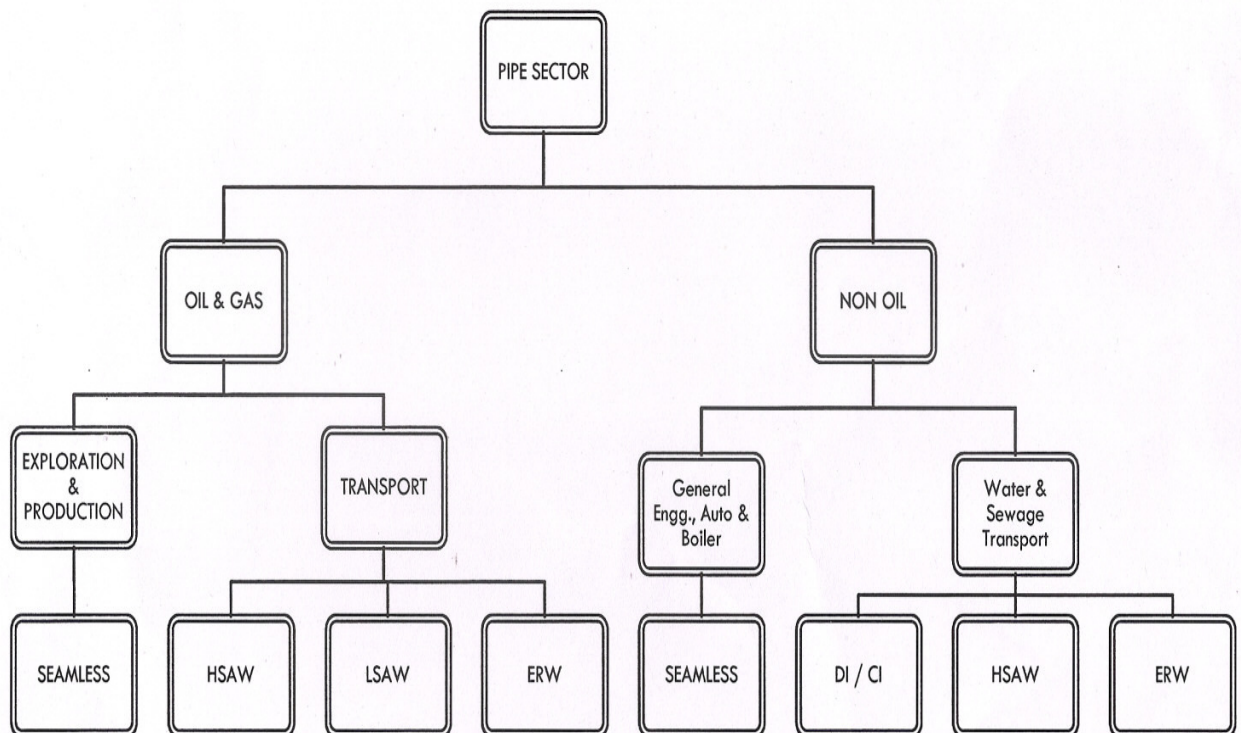 PIPE SECTOR
OIL & GAS
NON OIL
EXPLORATION
&
PRODUCTION
TRANSPORT
General
Engg., Auto &
Boiler
Water &
Sewage
Transport
SEAMLESS
HSAW
LSAW
ERW
SEAMLESS
DI / CI
HSAW
ERW